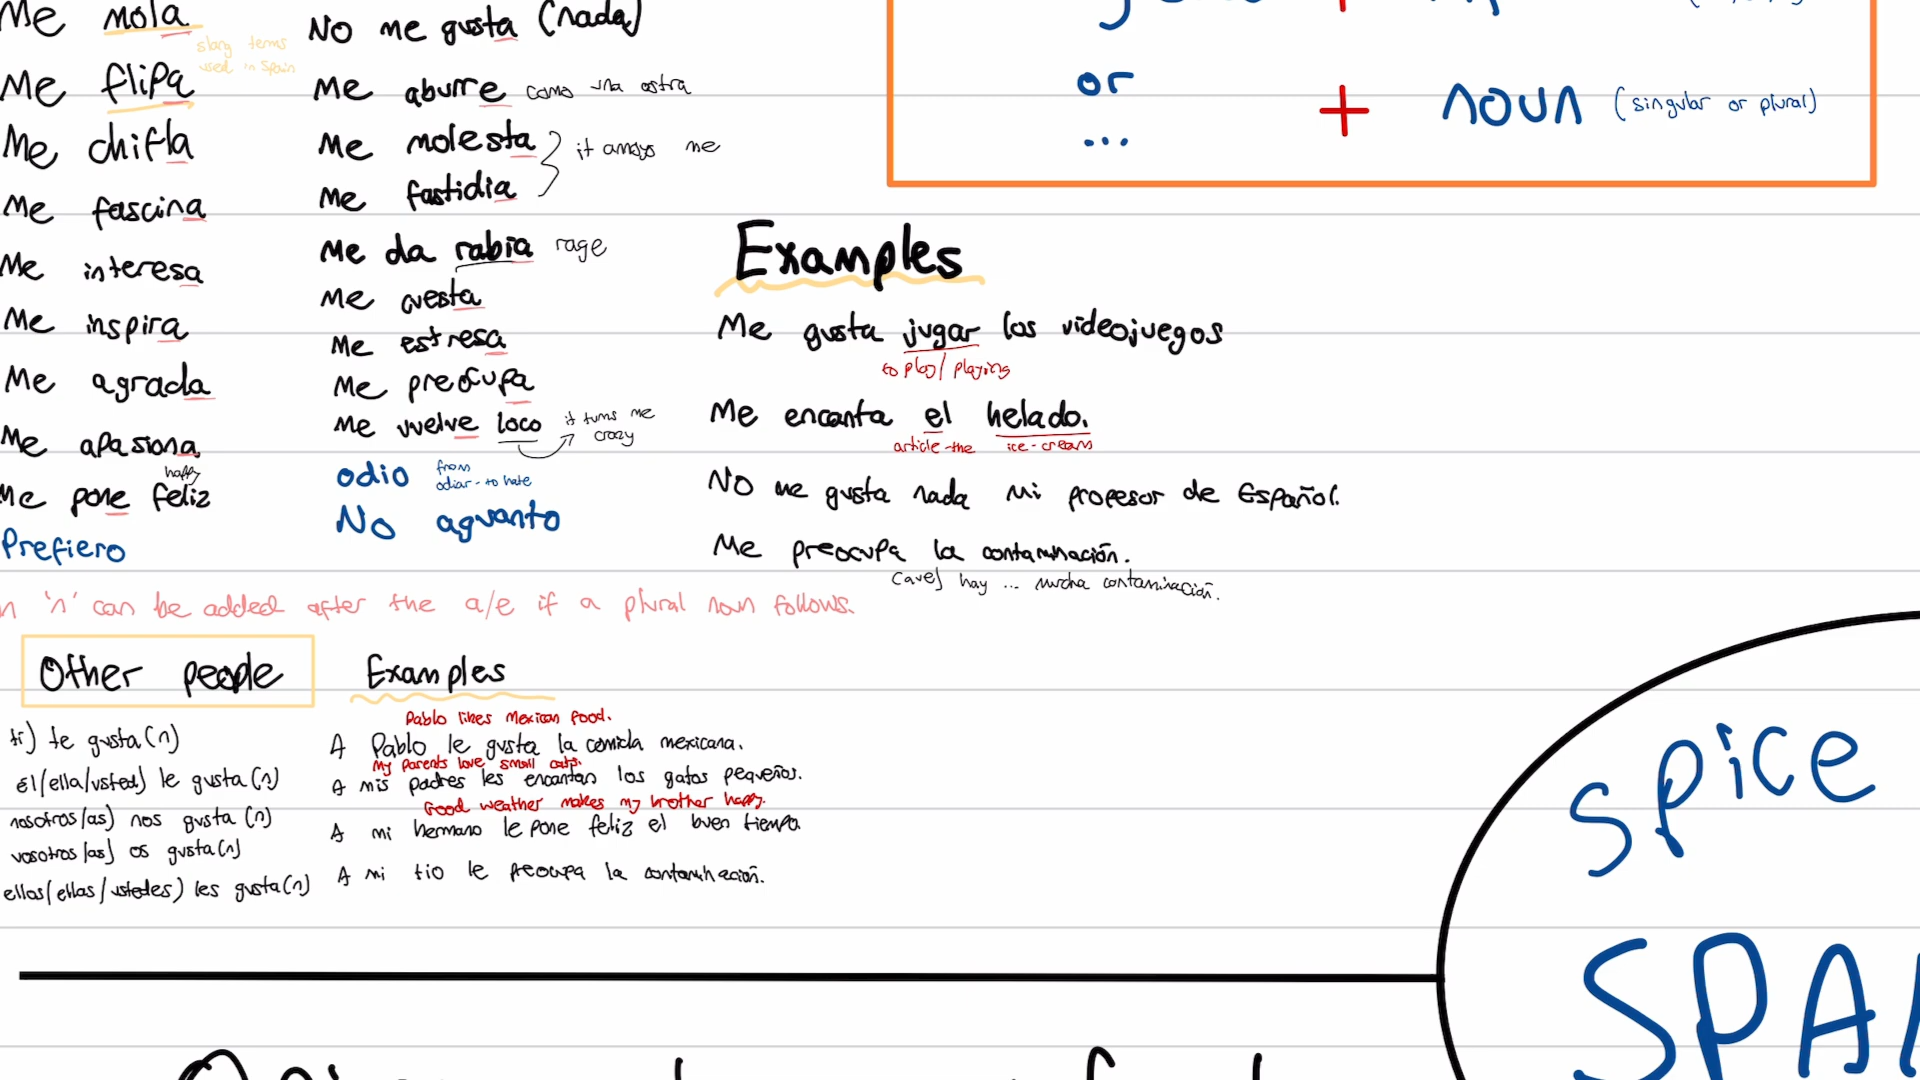 Me mola
slang terms
used in Spain
Me flipa
Me chifla
Me fascina
Me interesa
Me inspira
Me agrada
Me apasiona
happy
Me pone feliz
Prefiero
No me gusta (nada)
Me aburre como una ostra
Me molesta
Me fastidia
it annoys me
Me da rabia rage
Me cuesta
Me estresa
Me preocupa
Me vuelve loco it turns me
crazy
odio from
odiar - to hate
No aguanto
or
...
+ noun (singular or plural)
Examples
Me gusta jugar los videojuegos
to play/playing
Me encanta el helado.
article - the ice-cream
No me gusta nada mi profesor de Español.
Me preocupa la contaminación.
hay ... mucha contaminación.
'n' can be added after the a/e if a plural noun follows.
Other people
ti) te gusta(n)
él/ella/usted) le gusta(n)
nosotros/as) nos gusta(n)
vosotros/as) os gusta(n)
ellos/ellas/ustedes) les gusta(n)
Examples
Pablo likes Mexican food.
A Pablo le gusta la comida mexicana.
My parents love small cats.
A mis padres les encantan los gatos pequeños.
Good weather makes my brother happy.
A mi hermano le pone feliz el buen tiempo
A mi tío le preocupa la contaminación.
spice
SPA